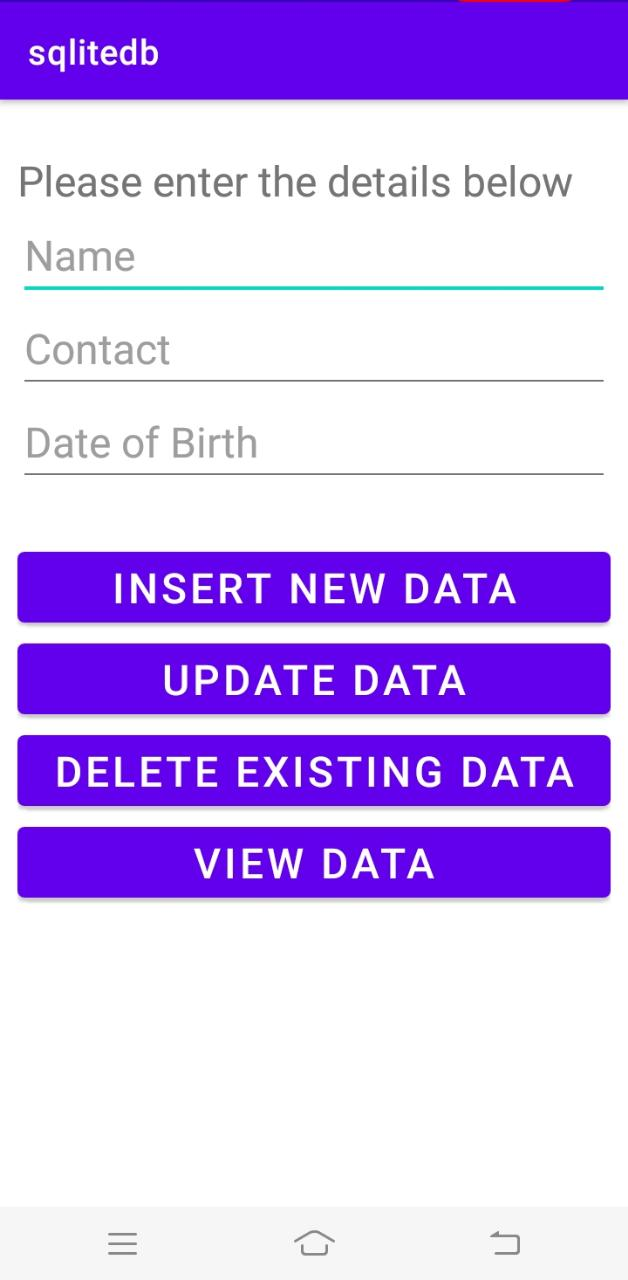 sqlitedb
Please enter the details below
Name
Contact
Date of Birth
INSERT NEW DATA
UPDATE DATA
DELETE EXISTING DATA
VIEW DATA